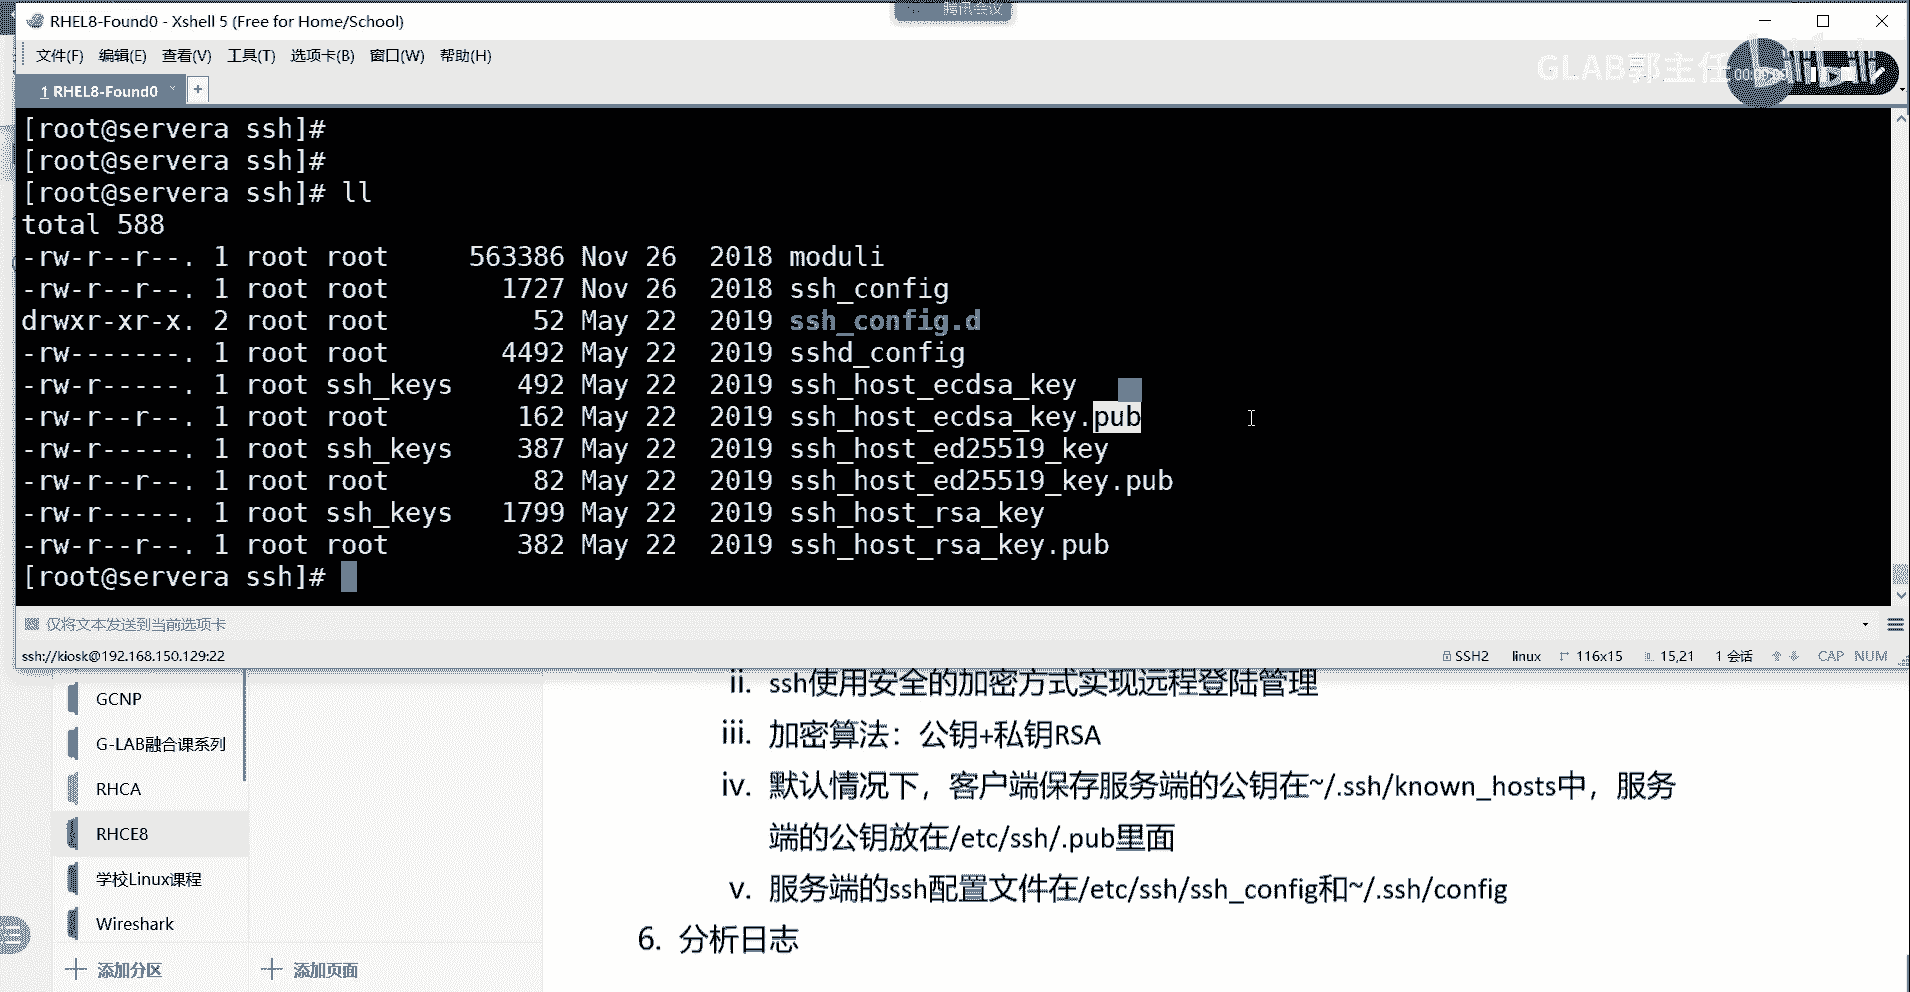 腾讯会议
RHEL8-Found0 - Xshell 5 (Free for Home/School)
文件(F) 编辑(E) 查看(V) 工具(T) 选项卡(B) 窗口(W) 帮助(H)
GLAB郭主任
1 RHEL8-Found0 +
[root@servera ssh]#
[root@servera ssh]#
[root@servera ssh]# ll
total 588
-rw-r--r--. 1 root root 563386 Nov 26 2018 moduli
-rw-r--r--. 1 root root 1727 Nov 26 2018 ssh_config
drwxr-xr-x. 2 root root 52 May 22 2019 ssh_config.d
-rw-------. 1 root root 4492 May 22 2019 sshd_config
-rw-r-----. 1 root ssh_keys 492 May 22 2019 ssh_host_ecdsa_key
-rw-r--r--. 1 root root 162 May 22 2019 ssh_host_ecdsa_key.pub
-rw-r-----. 1 root ssh_keys 387 May 22 2019 ssh_host_ed25519_key
-rw-r--r--. 1 root root 82 May 22 2019 ssh_host_ed25519_key.pub
-rw-r-----. 1 root ssh_keys 1799 May 22 2019 ssh_host_rsa_key
-rw-r--r--. 1 root root 382 May 22 2019 ssh_host_rsa_key.pub
[root@servera ssh]#
仅将文本发送到当前选项卡
ssh://kiosk@192.168.150.129:22 SSH2 linux 116x15 15,21 1 会话 CAP NUM
GCNP
G-LAB融合课系列
RHCA
RHCE8
学校Linux课程
Wireshark
添加分区 添加页面
ii. ssh使用安全的加密方式实现远程登陆管理
iii. 加密算法：公钥+私钥RSA
iv. 默认情况下，客户端保存服务端的公钥在~/.ssh/known_hosts中，服务
端的公钥放在/etc/ssh/.pub里面
v. 服务端的ssh配置文件在/etc/ssh/ssh_config和~/.ssh/config
6. 分析日志